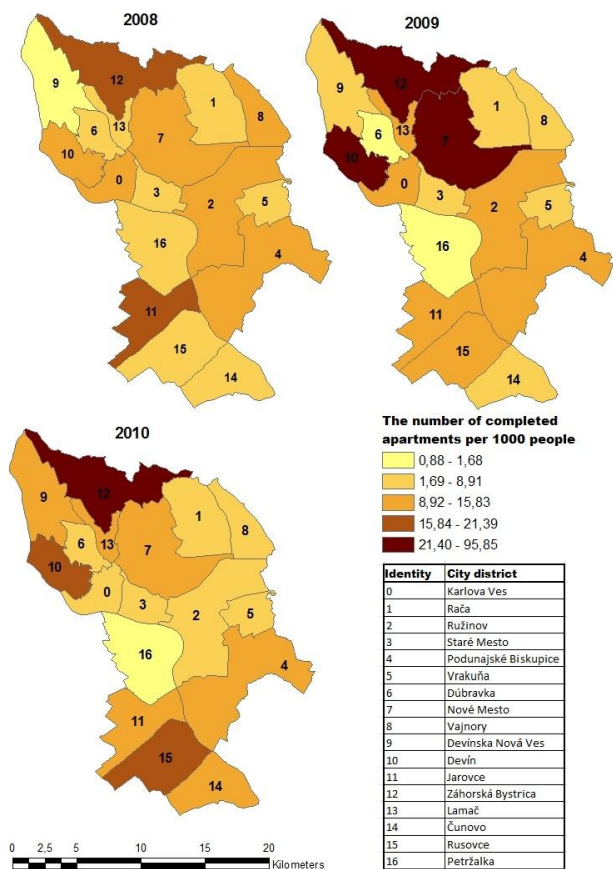 2008
9
12
1
8
6
13
7
10
0
3
2
5
16
4
11
15
14
2009
9
12
1
8
6
13
7
10
0
3
2
5
16
4
11
15
14
2010
9
12
1
8
6
13
7
10
0
3
2
5
16
4
11
15
14
The number of completed
apartments per 1000 people
0,88 - 1,68
1,69 - 8,91
8,92 - 15,83
15,84 - 21,39
21,40 - 95,85
Identity City district
0 Karlova Ves
1 Rača
2 Ružinov
3 Staré Mesto
4 Podunajské Biskupice
5 Vrakuňa
6 Dúbravka
7 Nové Mesto
8 Vajnory
9 Devínska Nová Ves
10 Devín
11 Jarovce
12 Záhorská Bystrica
13 Lamač
14 Čunovo
15 Rusovce
16 Petržalka
0 2,5 5 10 15 20
Kilometers